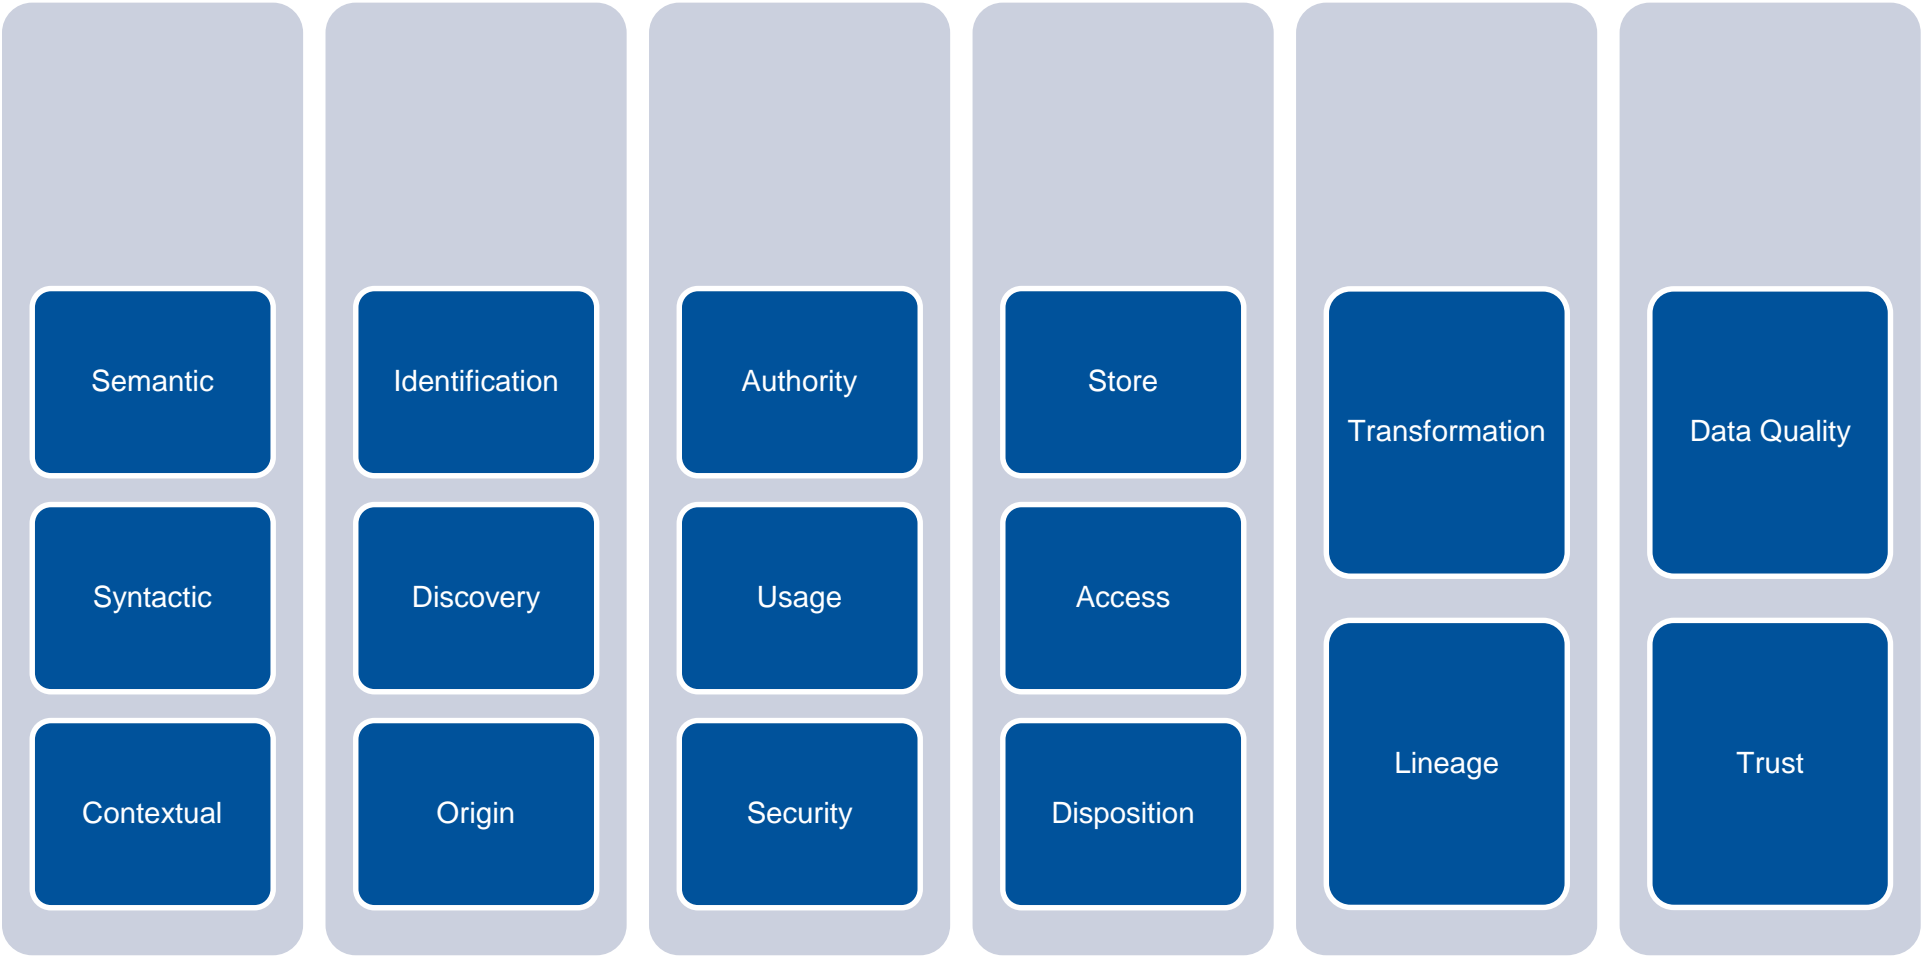 Semantic
Syntactic
Contextual
Identification
Discovery
Origin
Authority
Usage
Security
Store
Access
Disposition
Transformation
Lineage
Data Quality
Trust